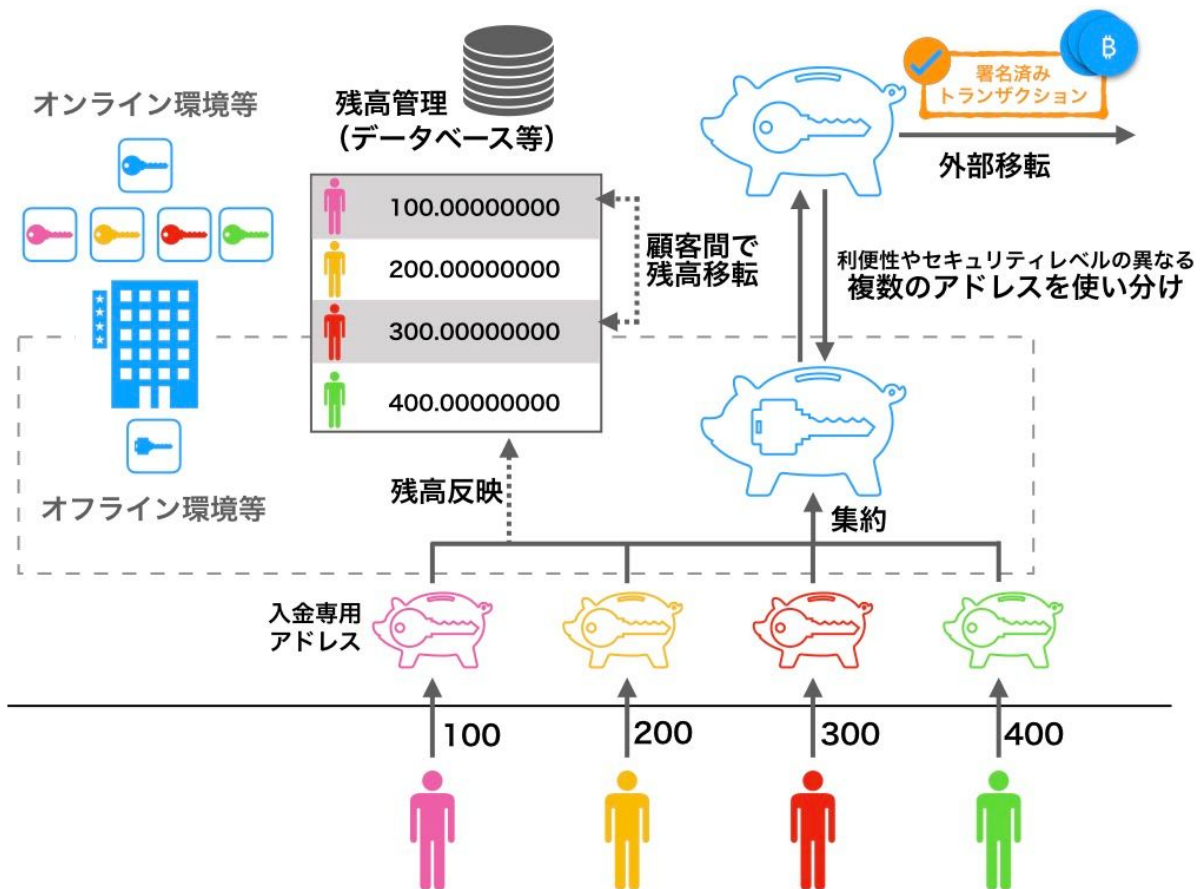 オンライン環境等
残高管理
（データベース等）
署名済み
トランザクション
₿
外部移転
100.00000000
200.00000000
300.00000000
400.00000000
顧客間で
残高移転
利便性やセキュリティレベルの異なる
複数のアドレスを使い分け
オフライン環境等
残高反映
集約
入金専用
アドレス
100
200
300
400